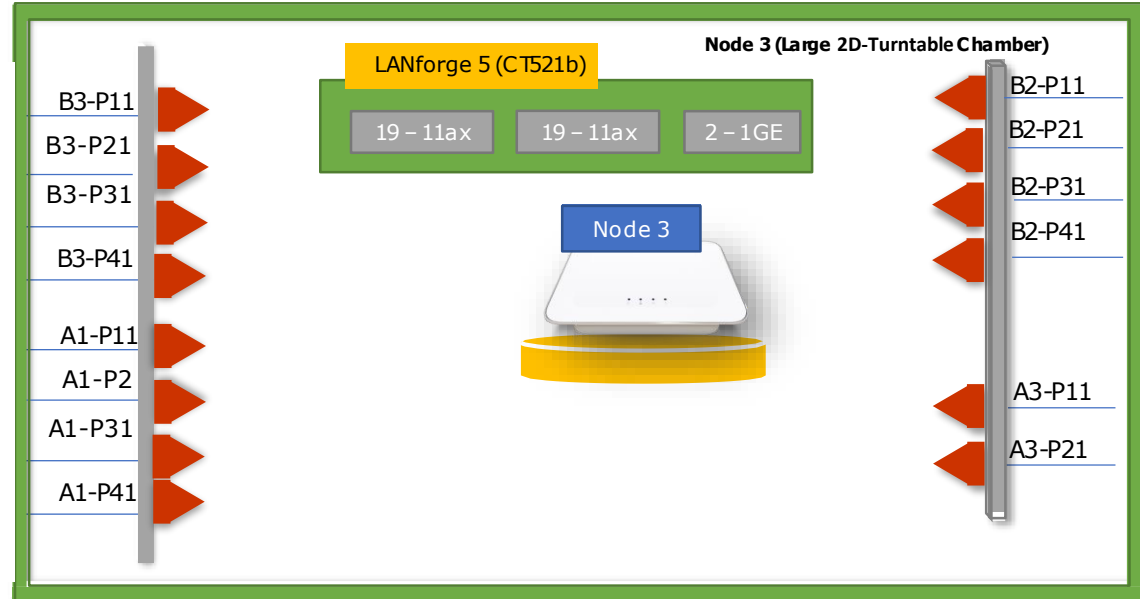 Node 3 (Large 2D-Turntable Chamber)
LANforge 5 (CT521b)
19 – 11ax
19 – 11ax
2 – 1GE
Node 3
B3-P11
B3-P21
B3-P31
B3-P41
A1-P11
A1-P2
A1-P31
A1-P41
B2-P11
B2-P21
B2-P31
B2-P41
A3-P11
A3-P21